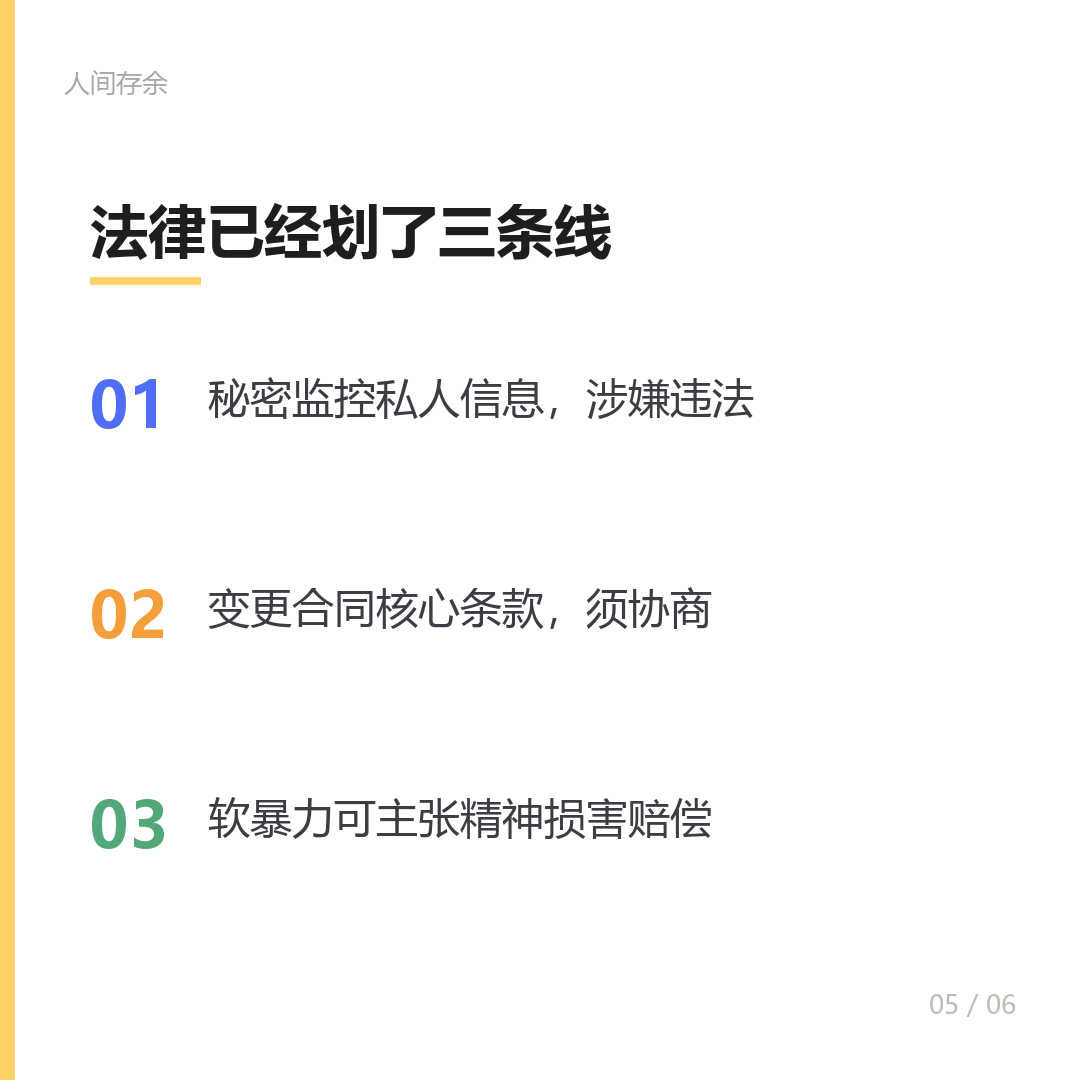 人间存余
法律已经划了三条线
01 秘密监控私人信息，涉嫌违法
02 变更合同核心条款，须协商
03 软暴力可主张精神损害赔偿
05 / 06